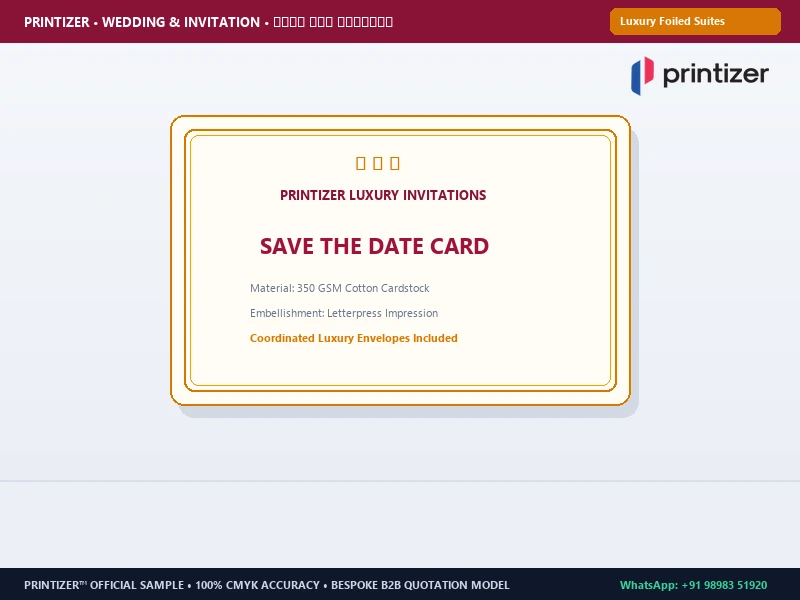 PRINTIZER • WEDDING & INVITATION •
Luxury Foiled Suites
printizer
PRINTIZER LUXURY INVITATIONS
SAVE THE DATE CARD
Material: 350 GSM Cotton Cardstock
Embellishment: Letterpress Impression
Coordinated Luxury Envelopes Included
PRINTIZER™ OFFICIAL SAMPLE • 100% CMYK ACCURACY • BESPOKE B2B QUOTATION MODEL
WhatsApp: +91 98983 51920